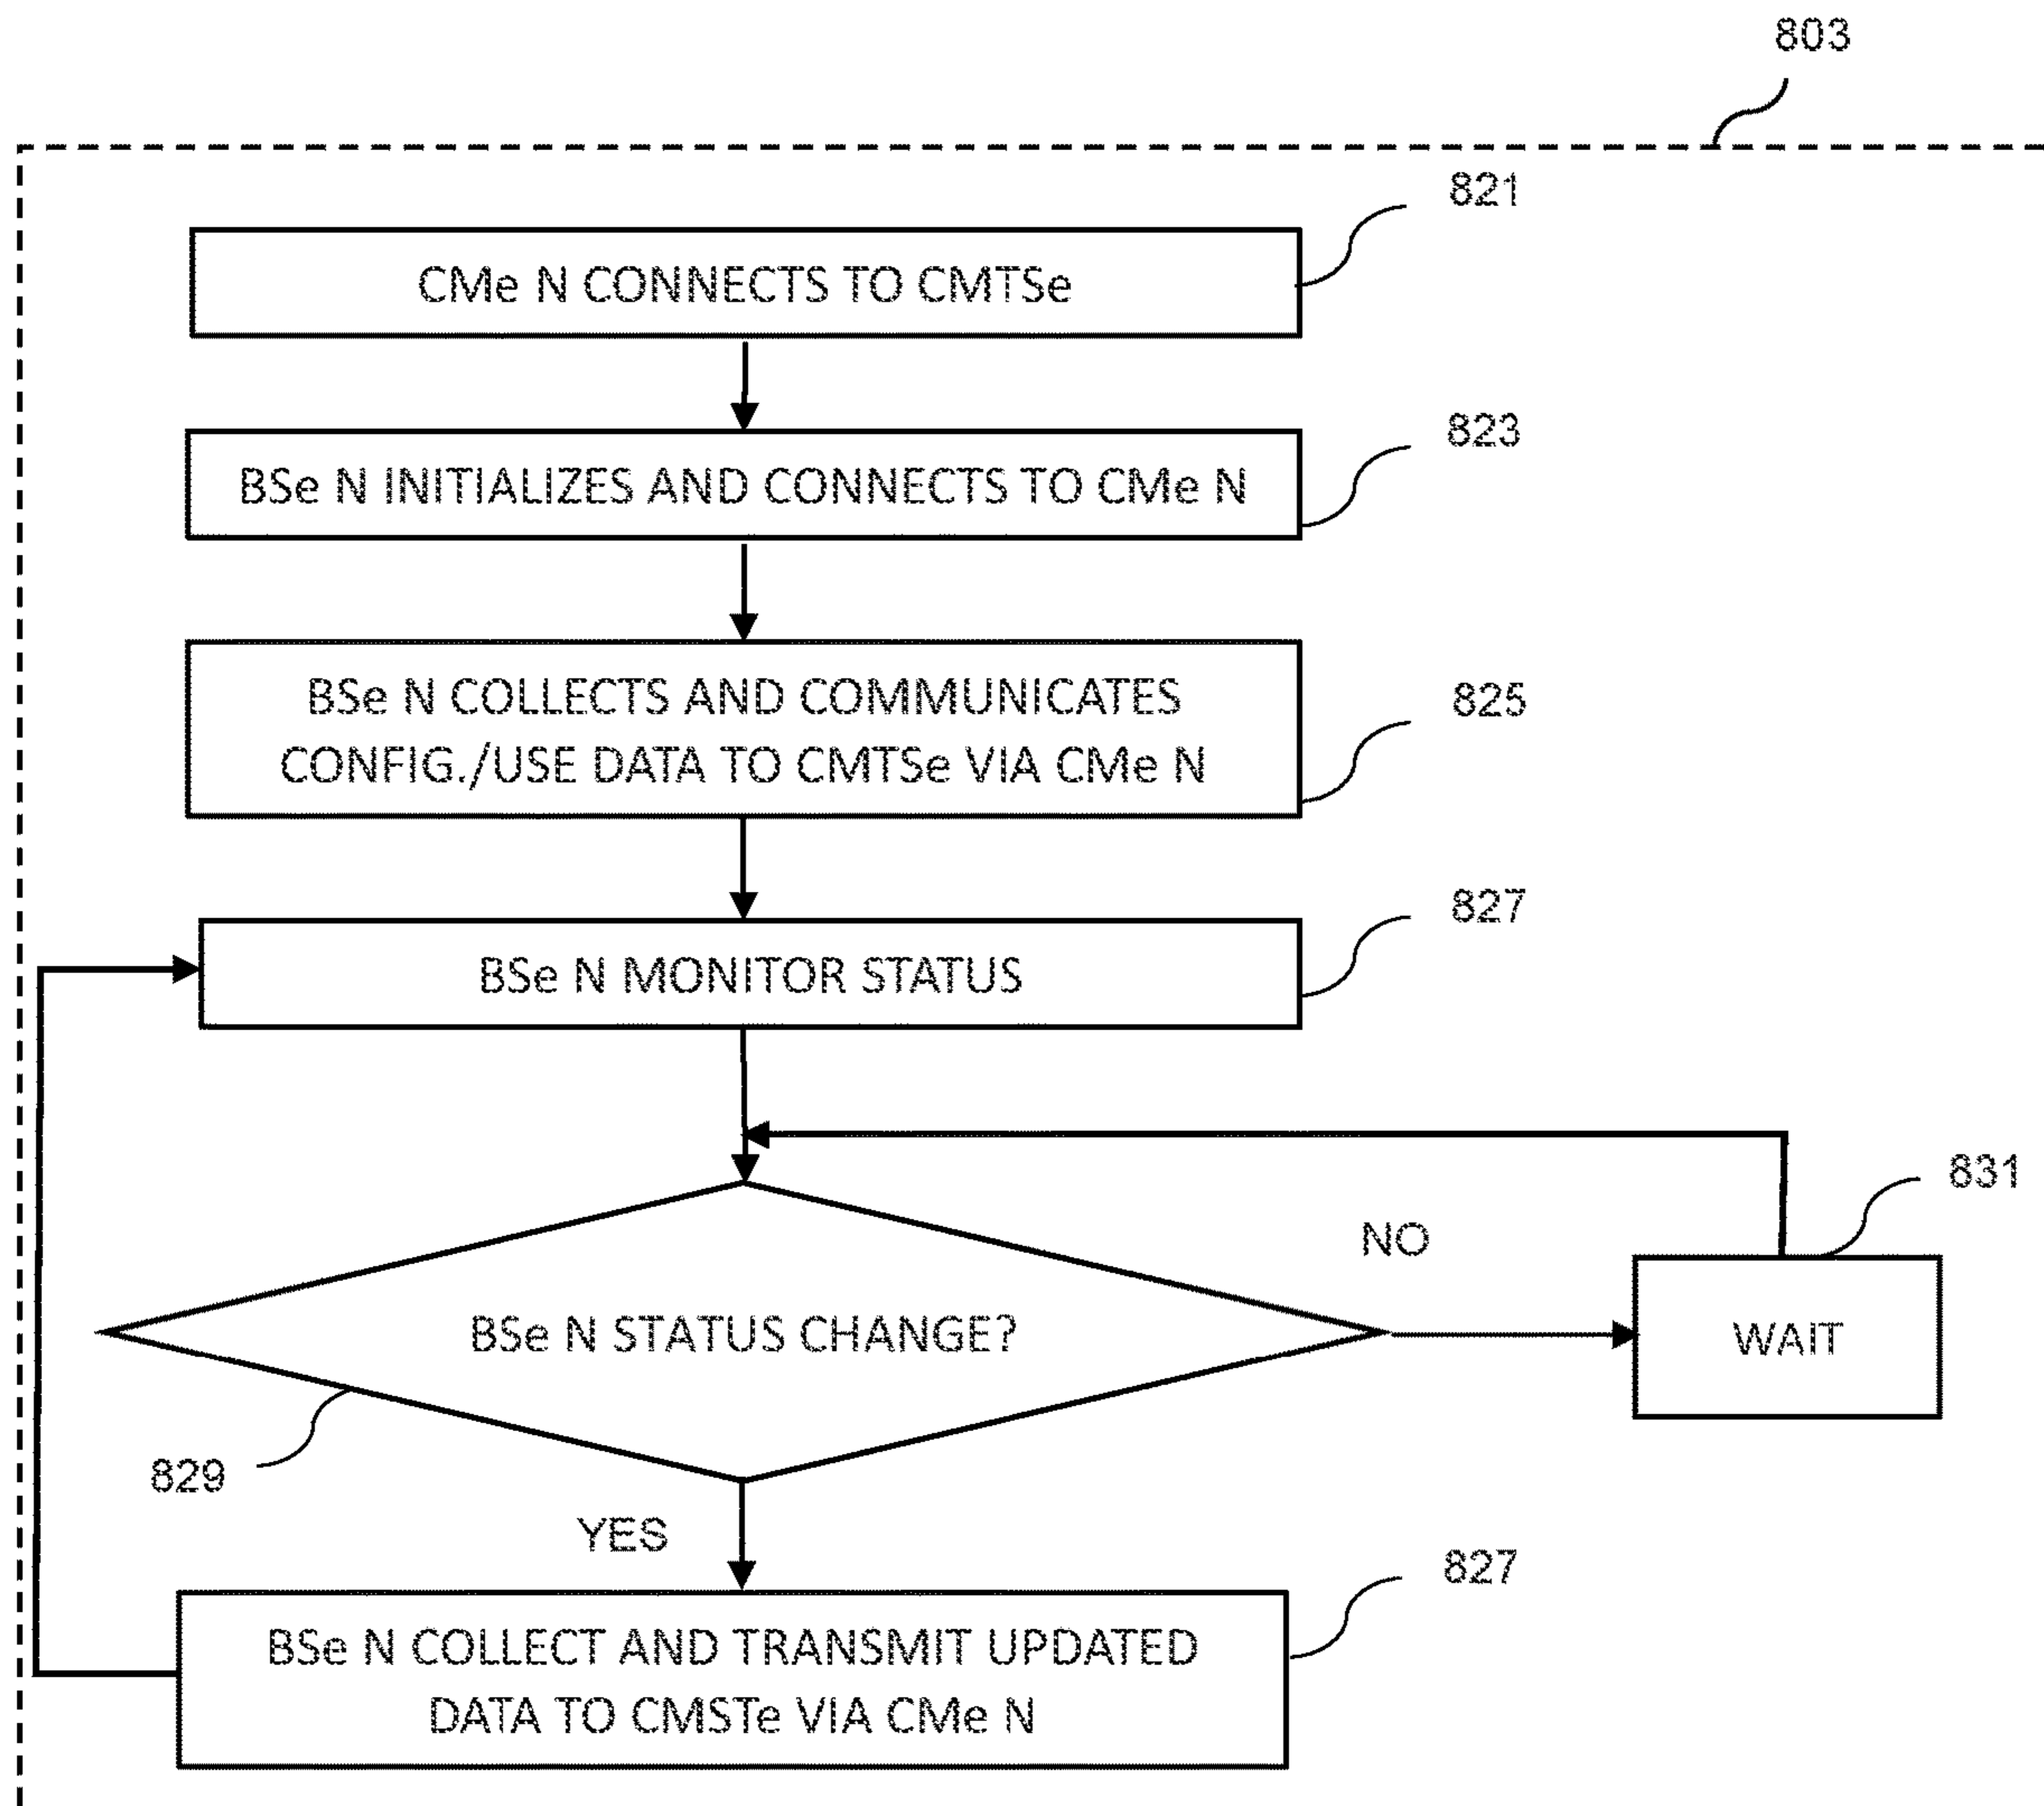 803
821
CMe N CONNECTS TO CMTSe
823
BSe N INITIALIZES AND CONNECTS TO CMe N
825
BSe N COLLECTS AND COMMUNICATES
CONFIG./USE DATA TO CMTSe VIA CMe N
827
BSe N MONITOR STATUS
831
NO
BSe N STATUS CHANGE?
WAIT
829
YES
827
BSe N COLLECT AND TRANSMIT UPDATED
DATA TO CMSTe VIA CMe N